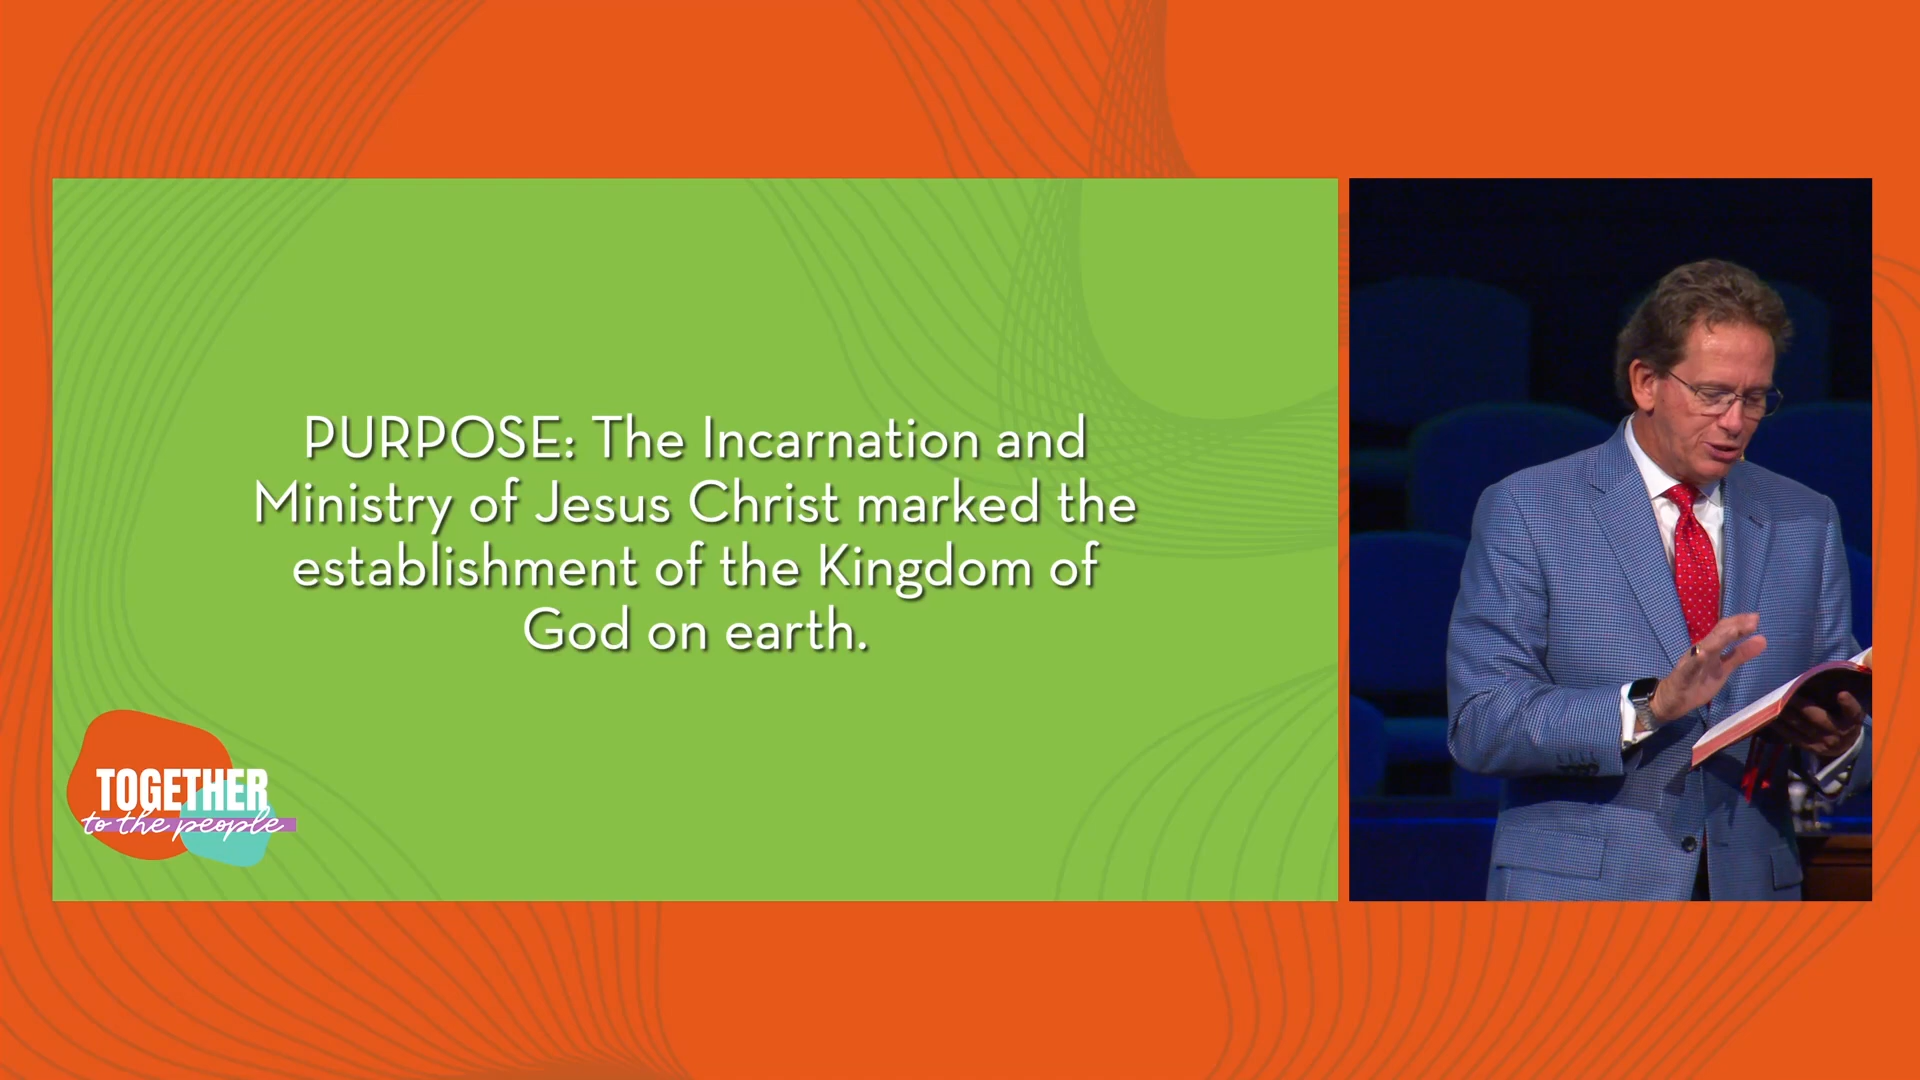 PURPOSE: The Incarnation and
Ministry of Jesus Christ marked the
establishment of the Kingdom of
God on earth.
TOGETHER
to the people